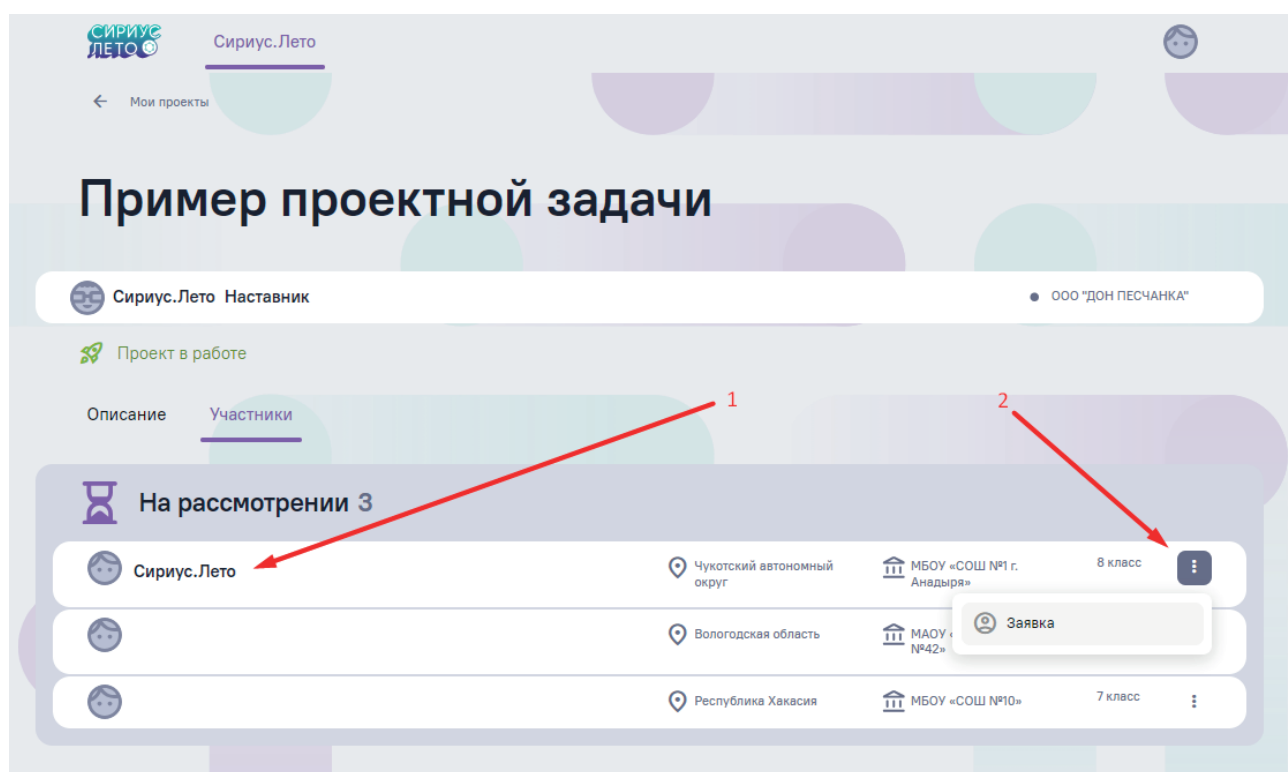 СИРИУС
ЛЕТО
Сириус.Лето
Мои проекты
Пример проектной задачи
Сириус.Лето Наставник
ООО "ДОН ПЕСЧАНКА"
Проект в работе
Описание
Участники
1
2
На рассмотрении 3
Сириус.Лето
Чукотский автономный
округ
МБОУ «СОШ №1 г.
Анадыря»
8 класс
Заявка
Вологодская область
МАОУ «
№42»
Республика Хакасия
МБОУ «СОШ №10»
7 класс